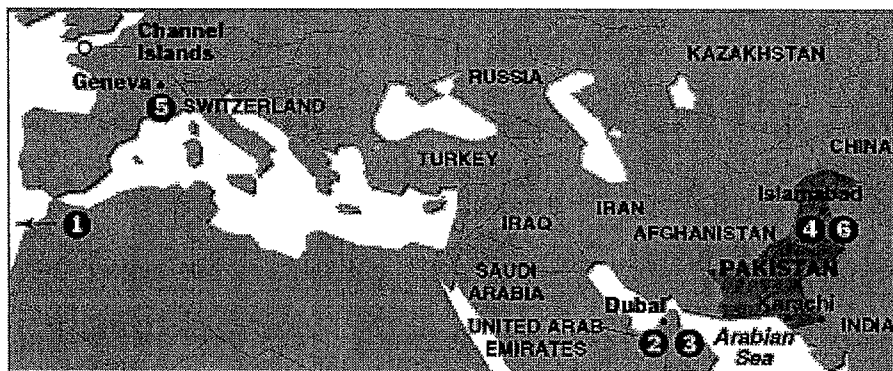 Channel
Islands
Geneva
5
SWITZERLAND
RUSSIA
KAZAKHSTAN
TURKEY
CHINA
Islamabad
1
IRAQ
IRAN
AFGHANISTAN
4 6
PAKISTAN
SAUDI
ARABIA
Dubai
Karachi
UNITED ARAB
EMIRATES
2 3
Arabian
Sea
INDIA